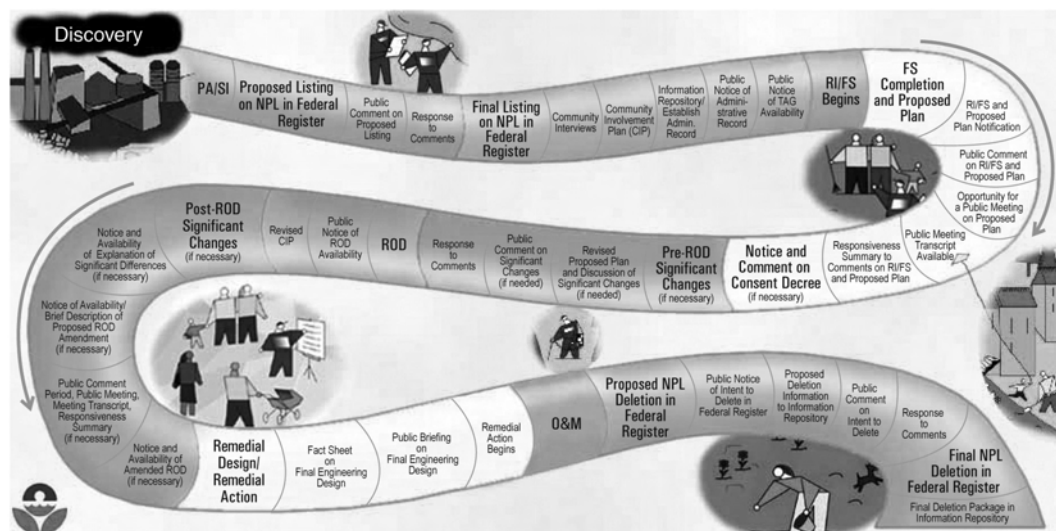 Discovery
PA/SI
Proposed Listing
on NPL in Federal
Register
Public
Comment on
Proposed
Listing
Response
to
Comments
Final Listing
on NPL in
Federal
Register
Community
Interviews
Community
Involvement
Plan (CIP)
Information
Repository/
Establish
Admin.
Record
Public
Notice of
Adminis-
trative
Record
Public
Notice
of TAG
Availability
RI/FS
Begins
FS
Completion
and Proposed
Plan
RI/FS and
Proposed
Plan Notification
Public Comment
on RI/FS and
Proposed Plan
Opportunity for
a Public Meeting
on Proposed
Plan
Public Meeting
Transcript
Available
Responsiveness
Summary to
Comments on RI/FS
and Proposed Plan
Notice and
Comment on
Consent Decree
(if necessary)
Pre-ROD
Significant
Changes
(if necessary)
Revised
Proposed Plan
and Discussion of
Significant Changes
(if needed)
Public
Comment on
Significant
Changes
(if needed)
Response
to
Comments
ROD
Public
Notice of
ROD
Availability
Revised
CIP
Post-ROD
Significant
Changes
(if necessary)
Notice and
Availability
of Explanation of
Significant Differences
(if necessary)
Notice of Availability/
Brief Description of
Proposed ROD
Amendment
(if necessary)
Public Comment
Period, Public Meeting,
Meeting Transcript,
Responsiveness
Summary
(if necessary)
Notice and
Availability of
Amended ROD
(if necessary)
Remedial
Design/
Remedial
Action
Fact Sheet
on
Final Engineering
Design
Public Briefing
on
Final Engineering
Design
Remedial
Action
Begins
O&M
Proposed NPL
Deletion in
Federal
Register
Public Notice
of Intent to
Delete in
Federal Register
Proposed
Deletion
Information to
Information
Repository
Public
Comment
on
Intent to
Delete
Response
to
Comments
Final NPL
Deletion in
Federal Register
Final Deletion Package in
Information Repository